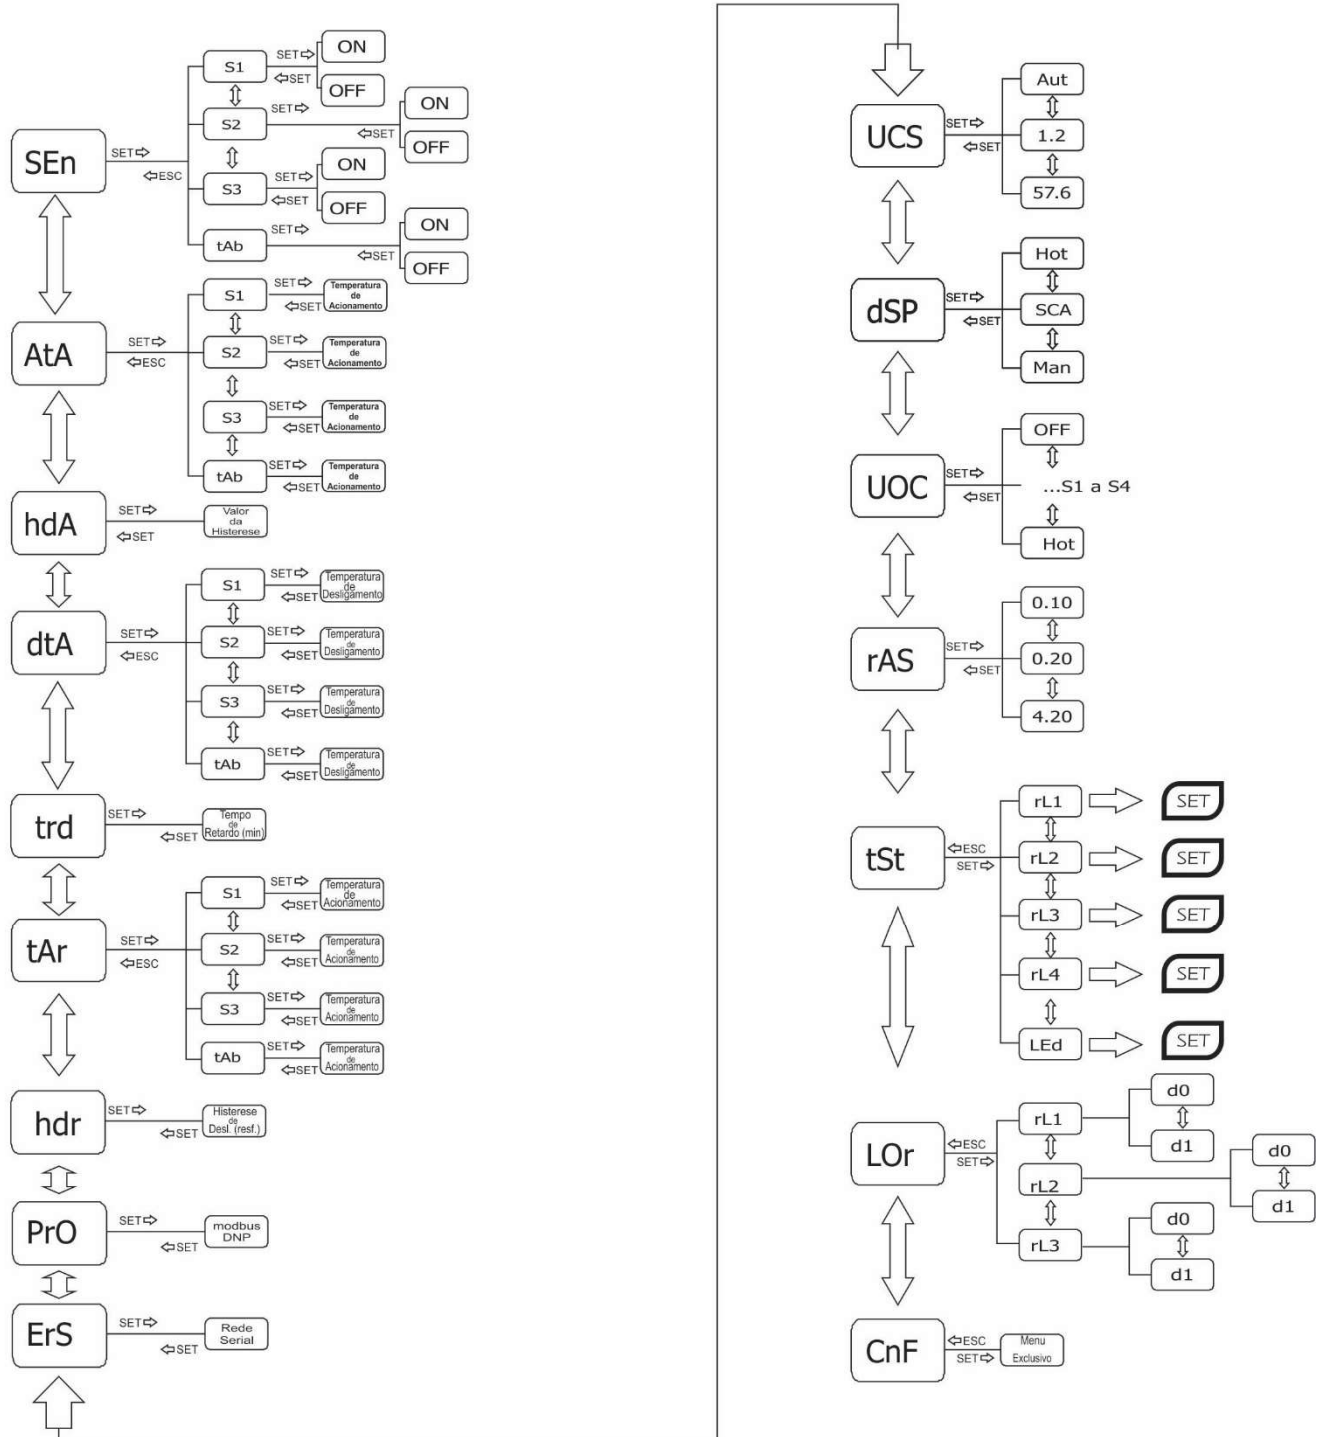 SEn
SET
ESC
S1
SET
SET
ON
OFF
S2
SET
SET
ON
OFF
S3
SET
SET
ON
OFF
tAb
SET
SET
ON
OFF
AtA
SET
ESC
S1
SET
SET
Temperatura
de
Acionamento
S2
SET
SET
Temperatura
de
Acionamento
S3
SET
SET
Temperatura
de
Acionamento
tAb
SET
SET
Temperatura
de
Acionamento
hdA
SET
SET
Valor
da
Histerese
dtA
SET
ESC
S1
SET
SET
Temperatura
de
Desligamento
S2
SET
SET
Temperatura
de
Desligamento
S3
SET
SET
Temperatura
de
Desligamento
tAb
SET
SET
Temperatura
de
Desligamento
trd
SET
SET
Tempo
de
Retardo (min)
tAr
SET
ESC
S1
SET
SET
Temperatura
de
Acionamento
S2
SET
SET
Temperatura
de
Acionamento
S3
SET
SET
Temperatura
de
Acionamento
tAb
SET
SET
Temperatura
de
Acionamento
hdr
SET
SET
Histerese
de
Desl. (resf.)
PrO
SET
SET
modbus
DNP
ErS
SET
SET
Rede
Serial
UCS
SET
SET
Aut
1.2
57.6
dSP
SET
SET
Hot
SCA
Man
UOC
SET
SET
OFF
...S1 a S4
Hot
rAS
SET
SET
0.10
0.20
4.20
tSt
ESC
SET
rL1
SET
rL2
SET
rL3
SET
rL4
SET
LEd
SET
LOr
ESC
SET
rL1
d0
d1
rL2
d0
d1
rL3
d0
d1
CnF
ESC
SET
Menu
Exclusivo